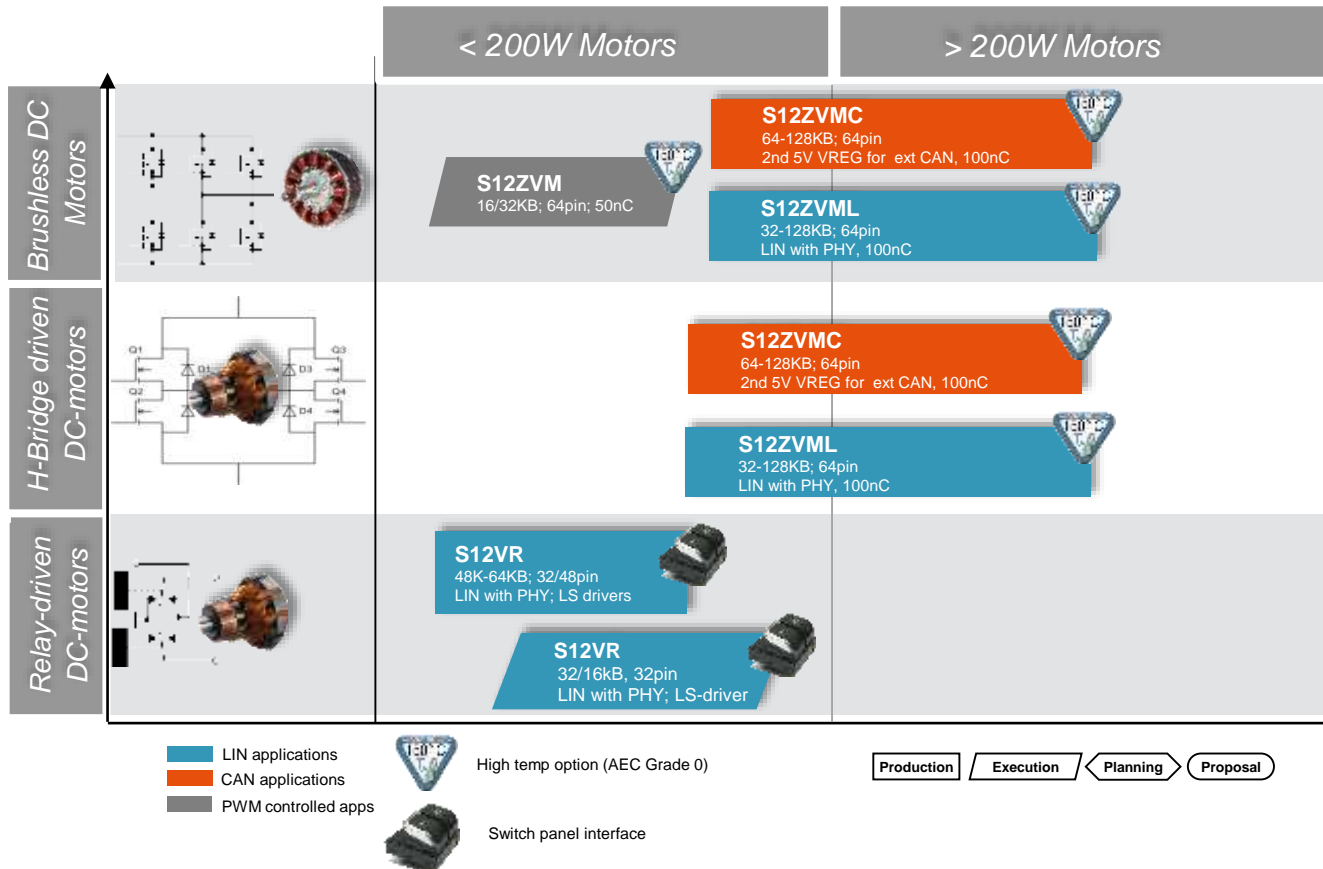 < 200W Motors
> 200W Motors
Brushless DC
Motors
S12ZVM
16/32KB; 64pin; 50nC
S12ZVMC
64-128KB; 64pin
2nd 5V VREG for ext CAN, 100nC
S12ZVML
32-128KB; 64pin
LIN with PHY, 100nC
H-Bridge driven
DC-motors
Q1
D1
D3
Q3
Q2
D4
Q4
S12ZVMC
64-128KB; 64pin
2nd 5V VREG for ext CAN, 100nC
S12ZVML
32-128KB; 64pin
LIN with PHY, 100nC
Relay-driven
DC-motors
S12VR
48K-64KB; 32/48pin
LIN with PHY; LS drivers
S12VR
32/16kB, 32pin
LIN with PHY; LS-driver
LIN applications
CAN applications
PWM controlled apps
High temp option (AEC Grade 0)
Switch panel interface
Production
Execution
Planning
Proposal